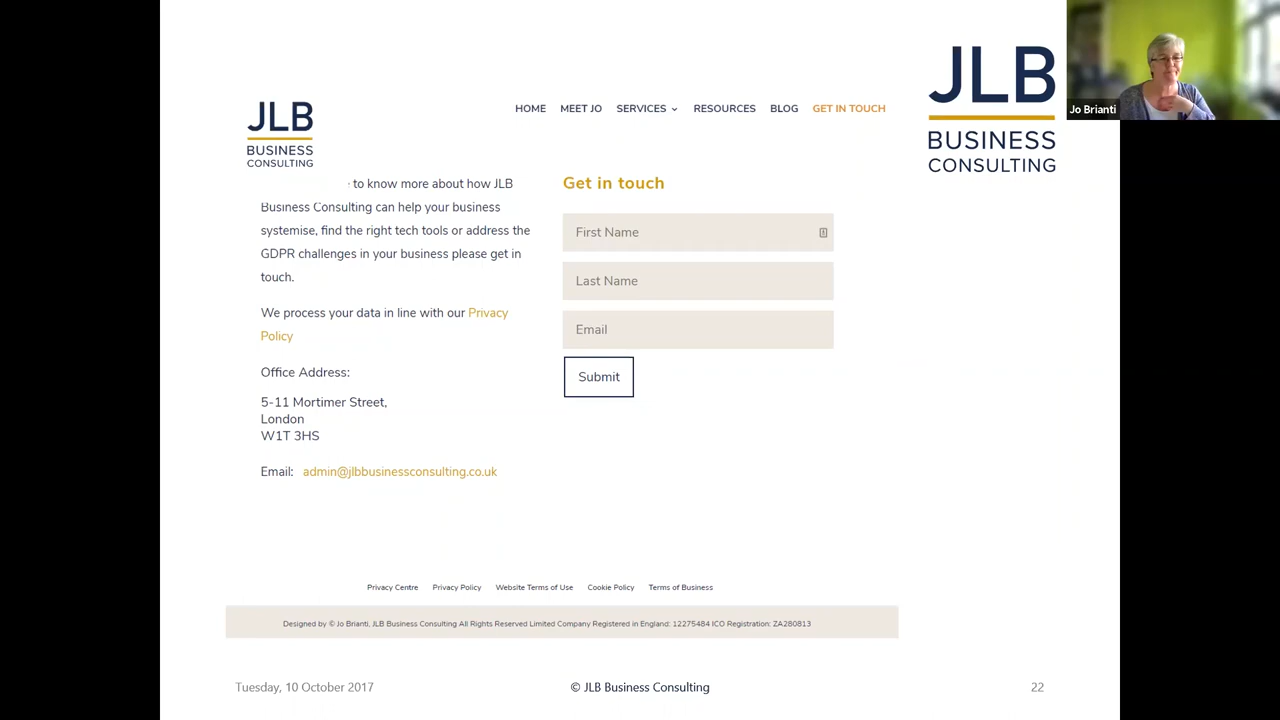 JLB
BUSINESS
CONSULTING
HOME MEET JO SERVICES RESOURCES BLOG GET IN TOUCH
JLB
BUSINESS
CONSULTING
Jo Brianti
to know more about how JLB
Business Consulting can help your business
systemise, find the right tech tools or address the
GDPR challenges in your business please get in
touch.
We process your data in line with our Privacy
Policy
Office Address:
5-11 Mortimer Street,
London
W1T 3HS
Email: admin@jlbbusinessconsulting.co.uk
Get in touch
First Name
Last Name
Email
Submit
Privacy Centre Privacy Policy Website Terms of Use Cookie Policy Terms of Business
Designed by © Jo Brianti, JLB Business Consulting All Rights Reserved Limited Company Registered in England: 12275484 ICO Registration: ZA280813
Tuesday, 10 October 2017 © JLB Business Consulting 22